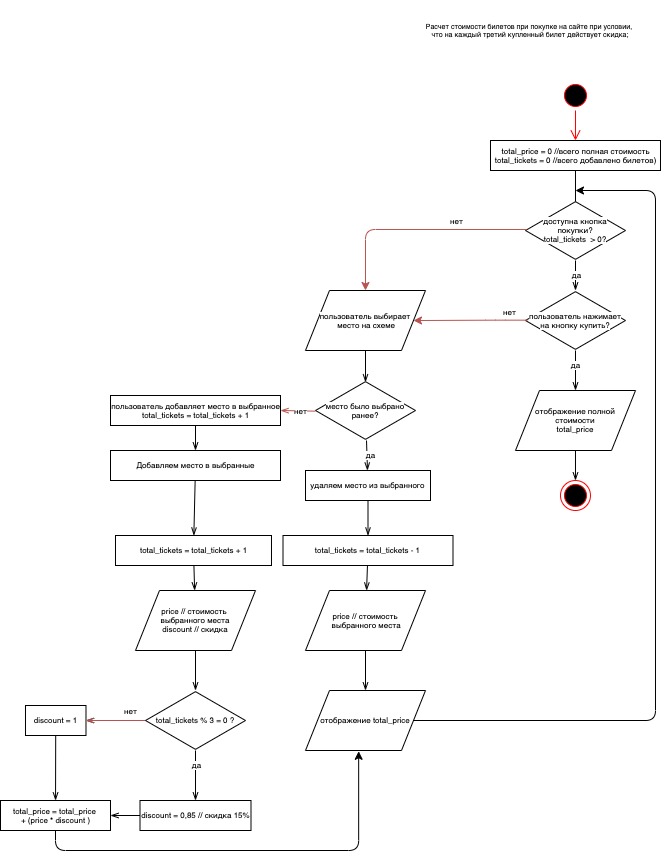 Расчет стоимости билетов при покупке на сайте при условии,
что на каждый третий купленный билет действует скидка;
total_price = 0 //всего полная стоимость
total_tickets = 0 //всего добавлено билетов)
доступна кнопка
покупки?
total_tickets > 0?
нет
да
пользователь нажимает
на кнопку купить?
нет
да
отображение полной
стоимости
total_price
пользователь выбирает
место на схеме
место было выбрано
ранее?
нет
да
пользователь добавляет место в выбранное
total_tickets = total_tickets + 1
Добавляем место в выбранные
удаляем место из выбранного
total_tickets = total_tickets + 1
total_tickets = total_tickets - 1
price // стоимость
выбранного места
discount // скидка
price // стоимость
выбранного места
total_tickets % 3 = 0 ?
нет
да
discount = 1
отображение total_price
total_price = total_price
+ (price * discount )
discount = 0,85 // скидка 15%